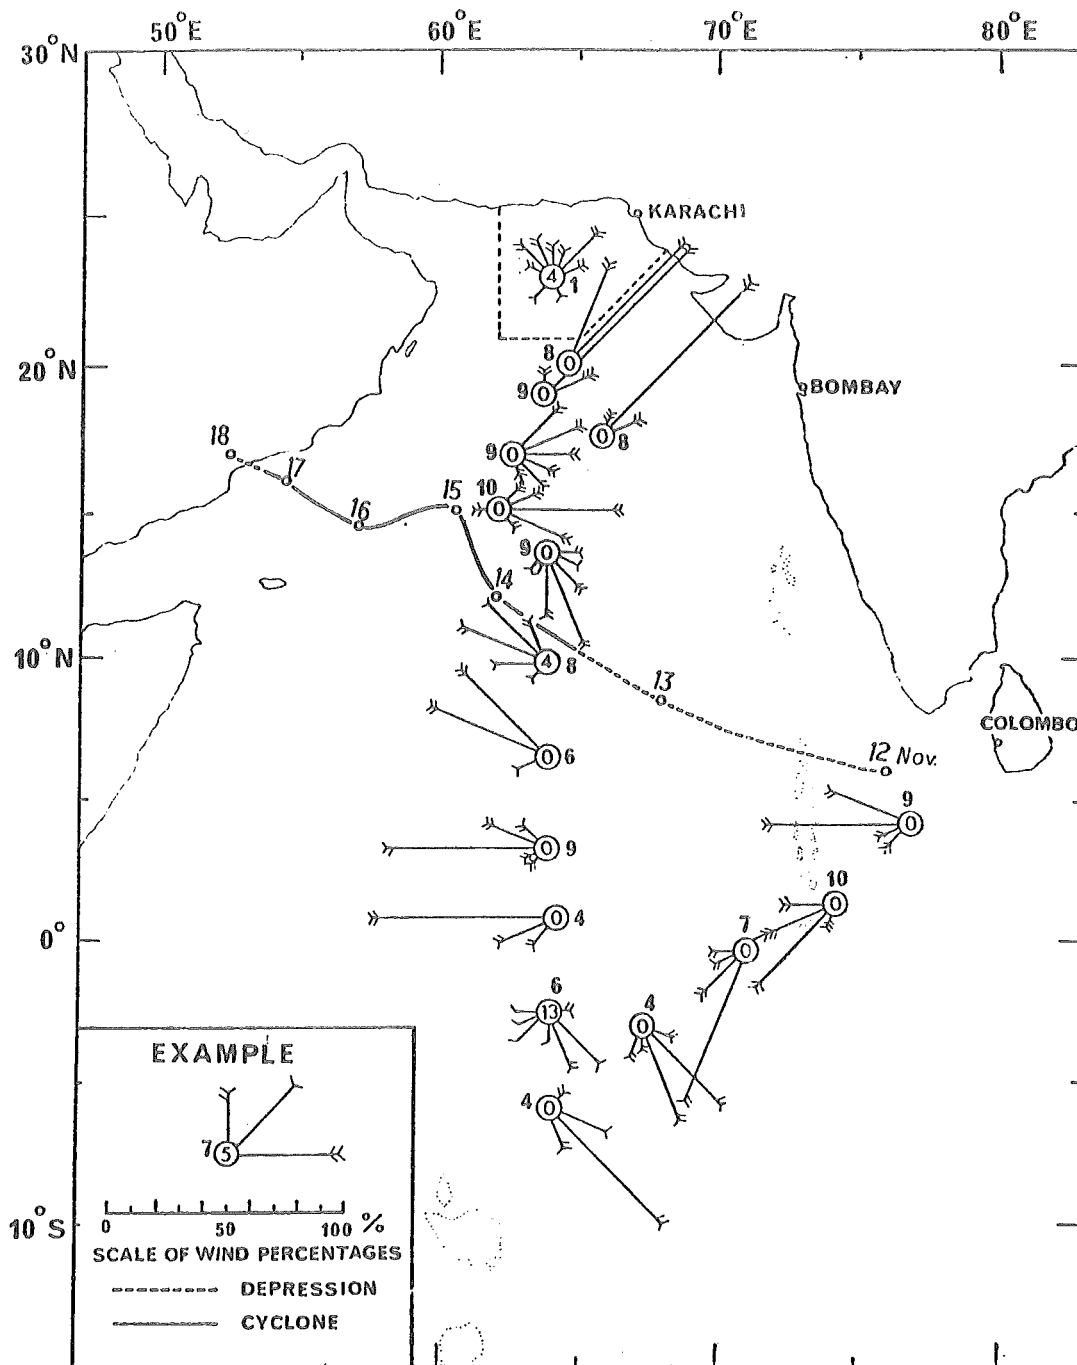 50°E 60°E 70°E 80°E
30°N
KARACHI
4
1
8 0
20°N
9 0
BOMBAY
18
0 8
17
9 0
15
10
16
0
9 0
14
10°N
4 8
13
COLOMBO
0 6
12 Nov.
9
0
0 9
10
0
0°
0 4
7
0
6
13
4
0
EXAMPLE
4 0
7 5
0 50 100 %
10°S
SCALE OF WIND PERCENTAGES
DEPRESSION
CYCLONE